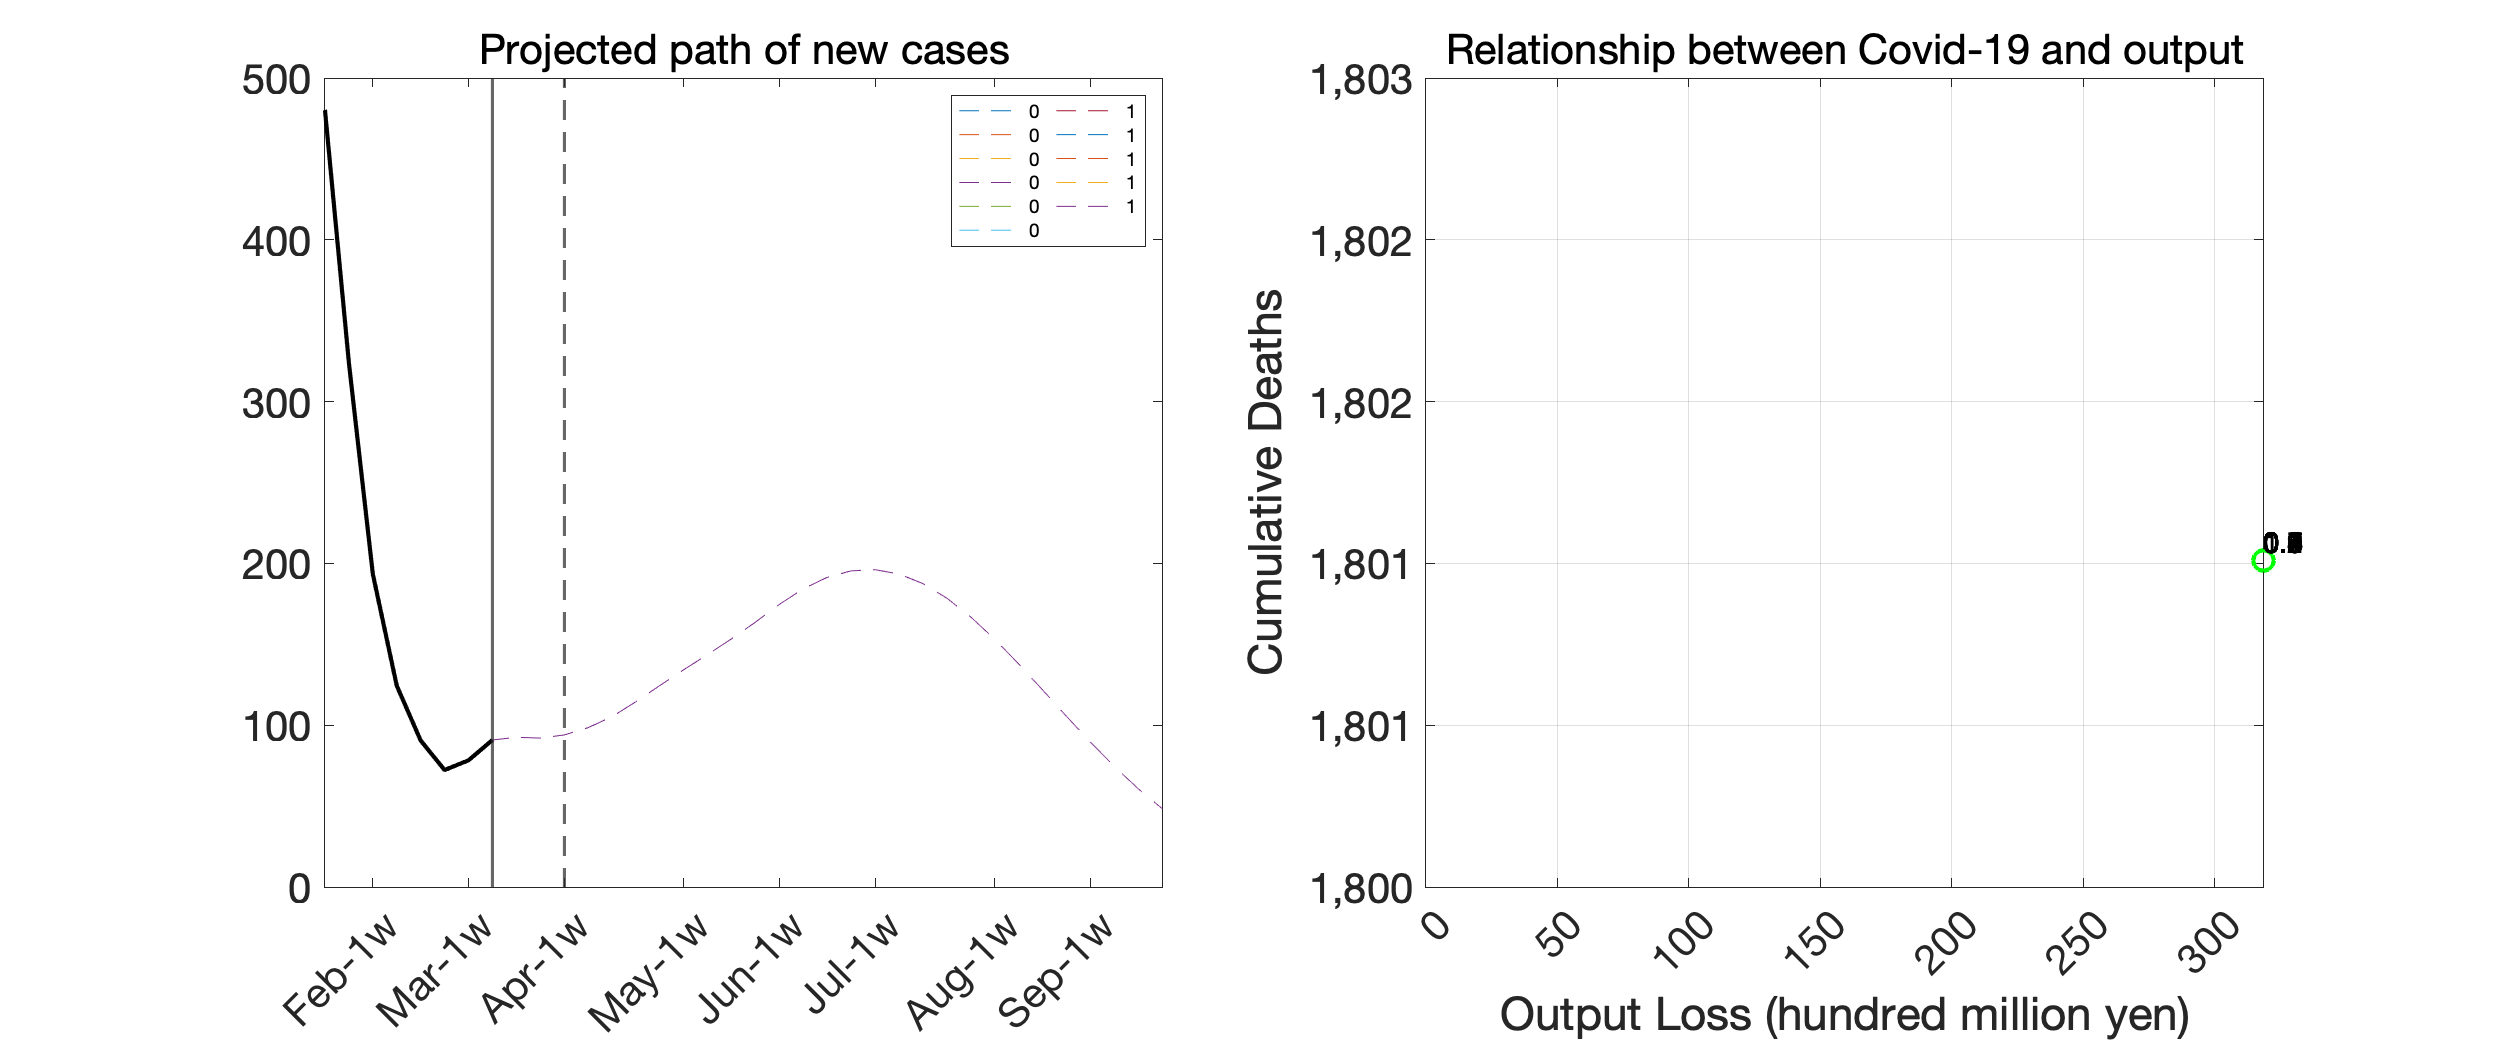 Projected path of new cases
500
400
300
200
100
0
0 1
0 1
0 1
0 1
0 1
0
Feb-1w
Mar-1w
Apr-1w
May-1w
Jun-1w
Jul-1w
Aug-1w
Sep-1w
Relationship between Covid-19 and output
Cumulative Deaths
1,803
1,802
1,802
1,801
1,801
1,800
0
50
100
150
200
250
300
Output Loss (hundred million yen)